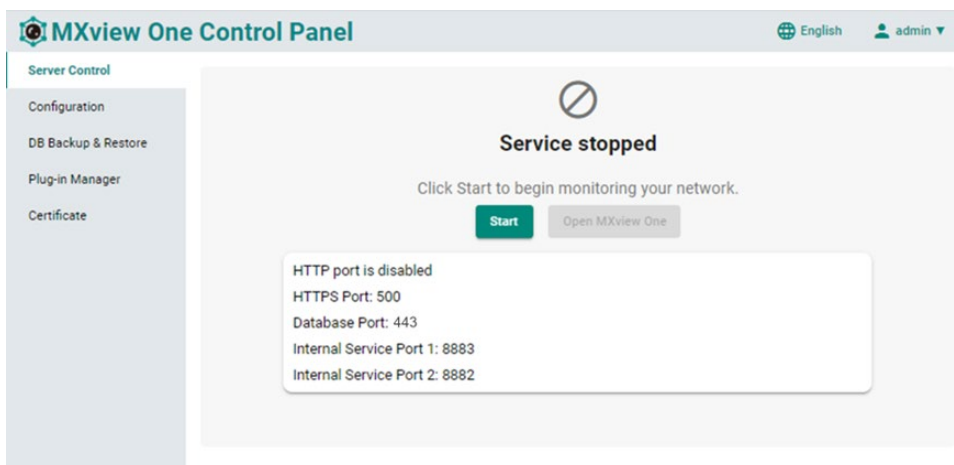 MXview One Control Panel
English
admin
Server Control
Configuration
DB Backup & Restore
Plug-in Manager
Certificate
Service stopped
Click Start to begin monitoring your network.
Start
Open MXview One
HTTP port is disabled
HTTPS Port: 500
Database Port: 443
Internal Service Port 1: 8883
Internal Service Port 2: 8882